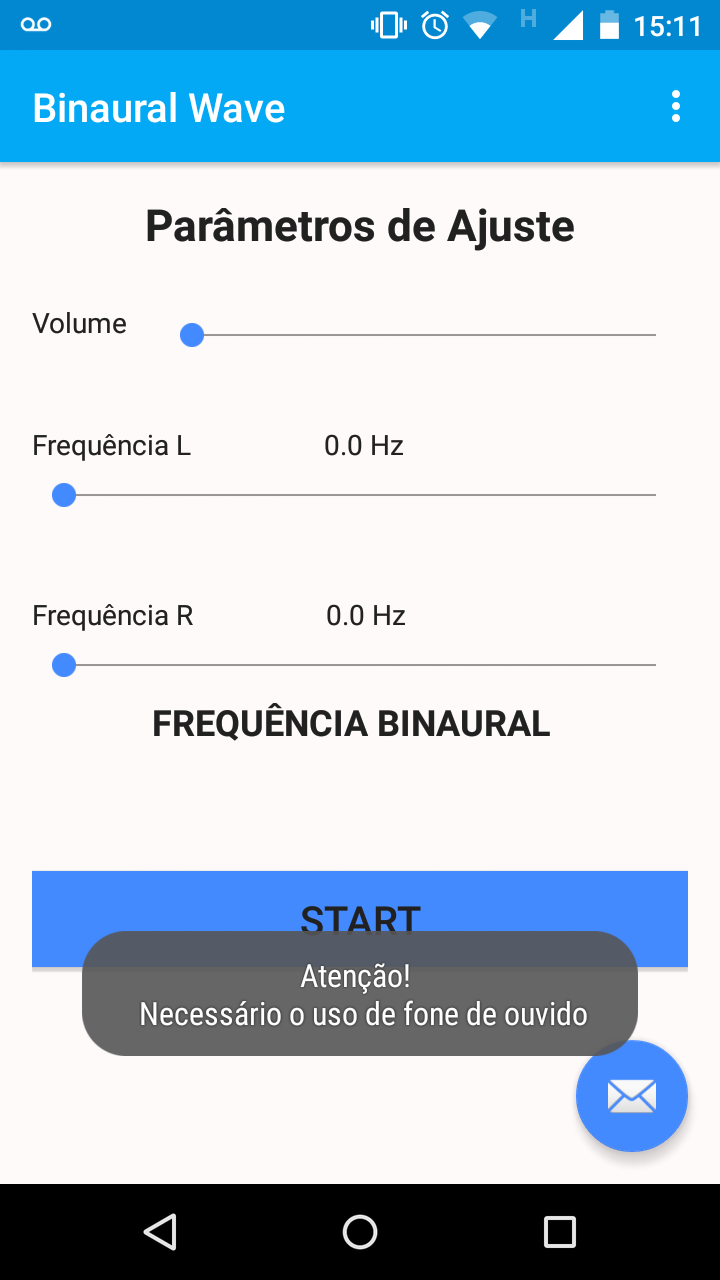 H 15:11
Binaural Wave
Parâmetros de Ajuste
Volume
Frequência L 0.0 Hz
Frequência R 0.0 Hz
FREQUÊNCIA BINAURAL
START
Atenção!
Necessário o uso de fone de ouvido